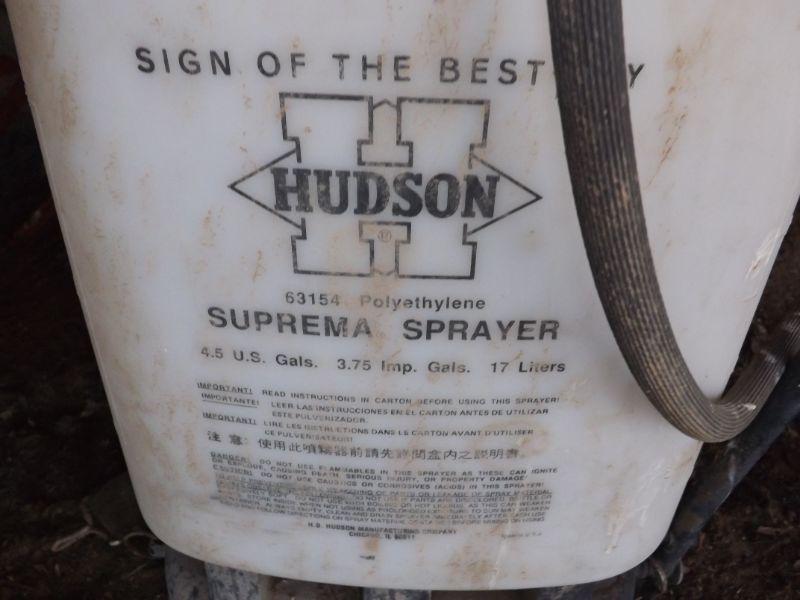 SIGN OF THE BEST Y
HUDSON
®
63154 Polyethylene
SUPREMA SPRAYER
4.5 U.S. Gals. 3.75 Imp. Gals. 17 Liters
IMPORTANT! READ INSTRUCTIONS IN CARTON BEFORE USING THIS SPRAYER!
IMPORTANTE! LEER LAS INSTRUCCIONES EN EL CARTON ANTES DE UTILIZAR
ESTE PULVERIZADOR.
IMPORTANT! LIRE LES INSTRUCTIONS DANS LE CARTON AVANT D'UTILISER
CE PULVERISATEUR!
注意: 使用此噴霧器前請先詳閱盒內之說明書.
DANGER! DO NOT USE FLAMMABLES IN THIS SPRAYER AS THESE CAN IGNITE
OR EXPLODE, CAUSING DEATH, SERIOUS INJURY, OR PROPERTY DAMAGE!
CAUTION! DO NOT USE CAUSTICS OR CORROSIVES (ACIDS) IN THIS SPRAYER!
H.D. HUDSON MANUFACTURING COMPANY
CHICAGO, IL 60611